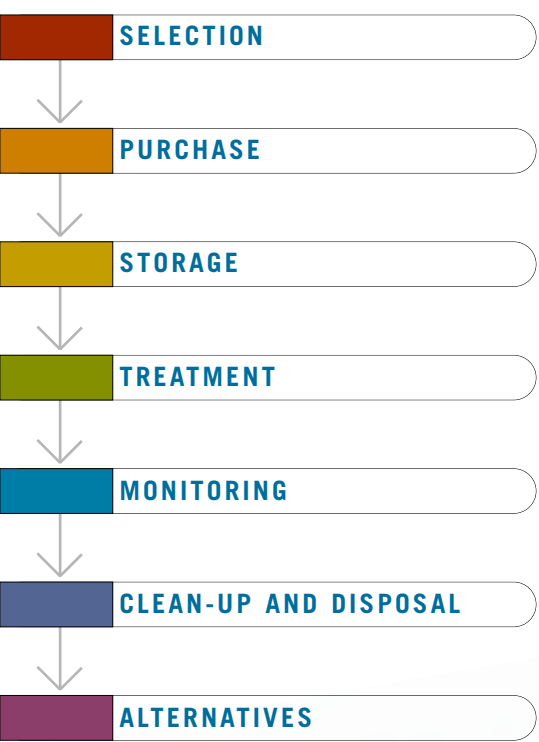 SELECTION
PURCHASE
STORAGE
TREATMENT
MONITORING
CLEAN-UP AND DISPOSAL
ALTERNATIVES